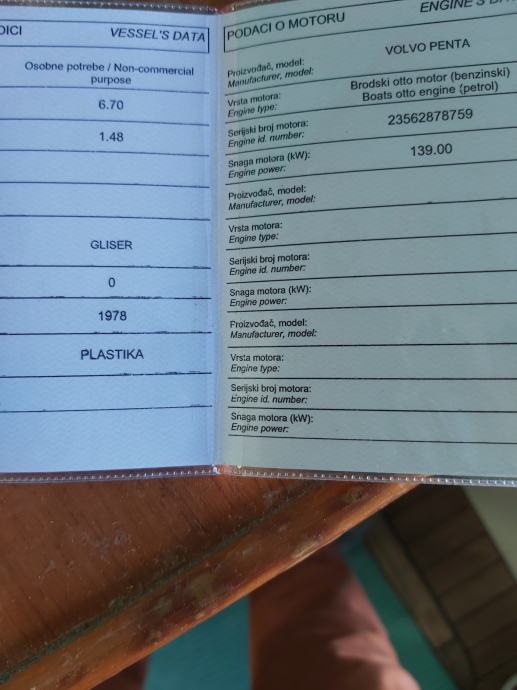 VESSEL'S DATA
Osobne potrebe / Non-commercial
purpose
6.70
1.48
GLISER
0
1978
PLASTIKA
PODACI O MOTORU
Proizvođač, model:
Manufacturer, model:
VOLVO PENTA
Vrsta motora:
Engine type:
Brodski otto motor (benzinski)
Boats otto engine (petrol)
Serijski broj motora:
Engine id. number:
23562878759
Snaga motora (kW):
Engine power:
139.00
Proizvođač, model:
Manufacturer, model:
Vrsta motora:
Engine type:
Serijski broj motora:
Engine id. number:
Snaga motora (kW):
Engine power:
Proizvođač, model:
Manufacturer, model:
Vrsta motora:
Engine type:
Serijski broj motora:
Engine id. number:
Snaga motora (kW):
Engine power: